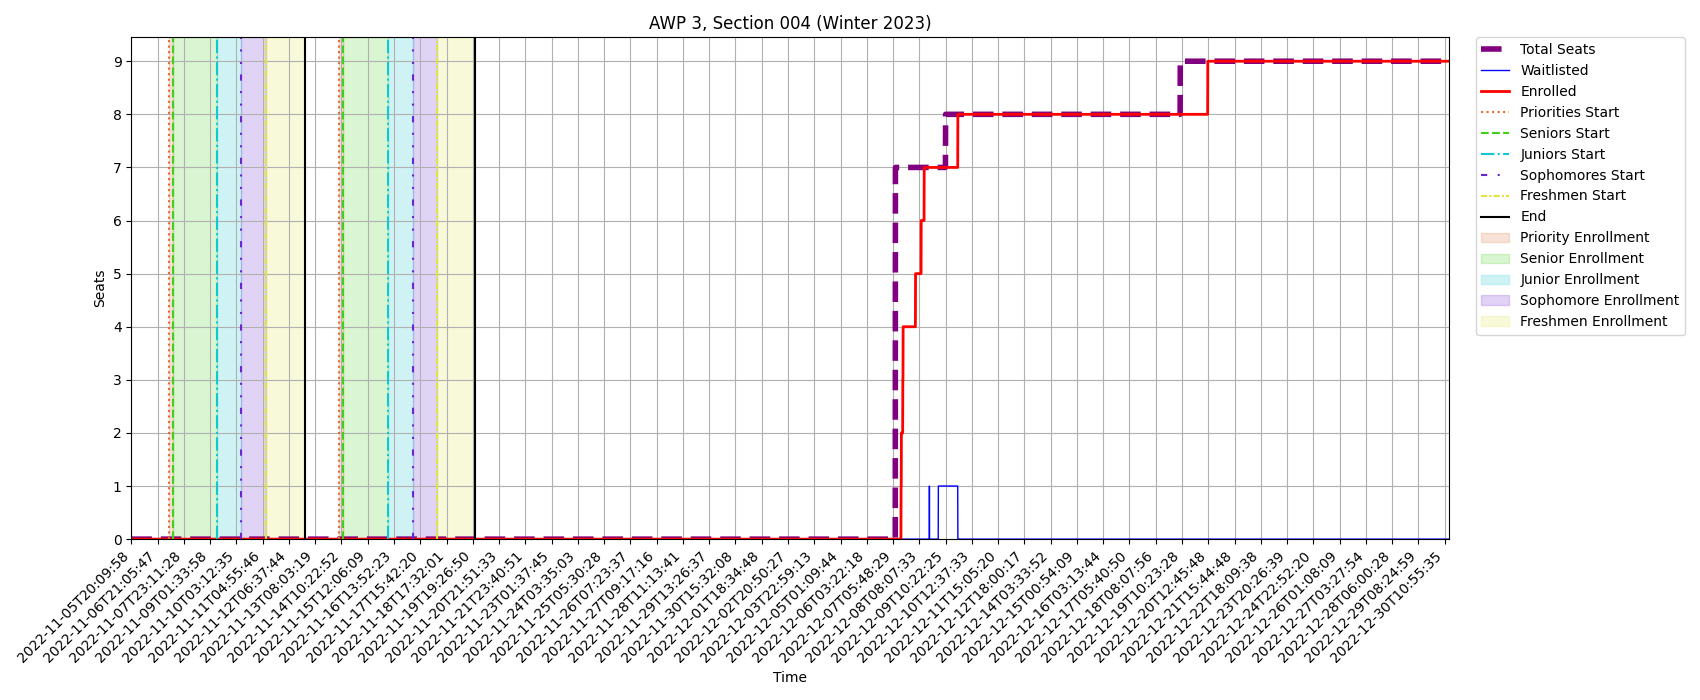 AWP 3, Section 004 (Winter 2023)
Seats
9
8
7
6
5
4
3
2
1
0
2022-11-05T20:09:58
2022-11-06T21:05:47
2022-11-07T23:11:28
2022-11-09T01:33:58
2022-11-10T03:12:35
2022-11-11T04:55:46
2022-11-12T06:37:44
2022-11-13T08:03:19
2022-11-14T10:22:52
2022-11-15T12:06:09
2022-11-16T13:52:23
2022-11-17T15:42:20
2022-11-18T17:32:01
2022-11-19T19:26:50
2022-11-20T21:51:33
2022-11-21T23:40:51
2022-11-23T01:37:45
2022-11-24T03:35:03
2022-11-25T05:30:28
2022-11-26T07:23:37
2022-11-27T09:17:16
2022-11-28T11:13:41
2022-11-29T13:26:37
2022-11-30T15:32:08
2022-12-01T18:34:48
2022-12-02T20:50:27
2022-12-03T22:59:13
2022-12-05T01:09:44
2022-12-06T03:22:18
2022-12-07T05:48:29
2022-12-08T08:07:33
2022-12-09T10:22:25
2022-12-10T12:37:33
2022-12-11T15:05:20
2022-12-12T18:00:17
2022-12-14T03:33:52
2022-12-15T00:54:09
2022-12-16T03:13:44
2022-12-17T05:40:50
2022-12-18T08:07:56
2022-12-19T10:23:28
2022-12-20T12:45:48
2022-12-21T15:44:48
2022-12-22T18:09:38
2022-12-23T20:26:39
2022-12-24T22:52:20
2022-12-26T01:08:09
2022-12-27T03:27:54
2022-12-28T06:00:28
2022-12-29T08:24:59
2022-12-30T10:55:35
Time
Total Seats
Waitlisted
Enrolled
Priorities Start
Seniors Start
Juniors Start
Sophomores Start
Freshmen Start
End
Priority Enrollment
Senior Enrollment
Junior Enrollment
Sophomore Enrollment
Freshmen Enrollment